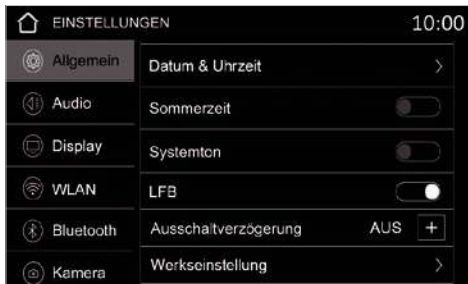 EINSTELLUNGEN 10:00
Allgemein
Audio
Display
WLAN
Bluetooth
Kamera
Datum & Uhrzeit
Sommerzeit
Systemton
LFB
Ausschaltverzögerung AUS +
Werkseinstellung